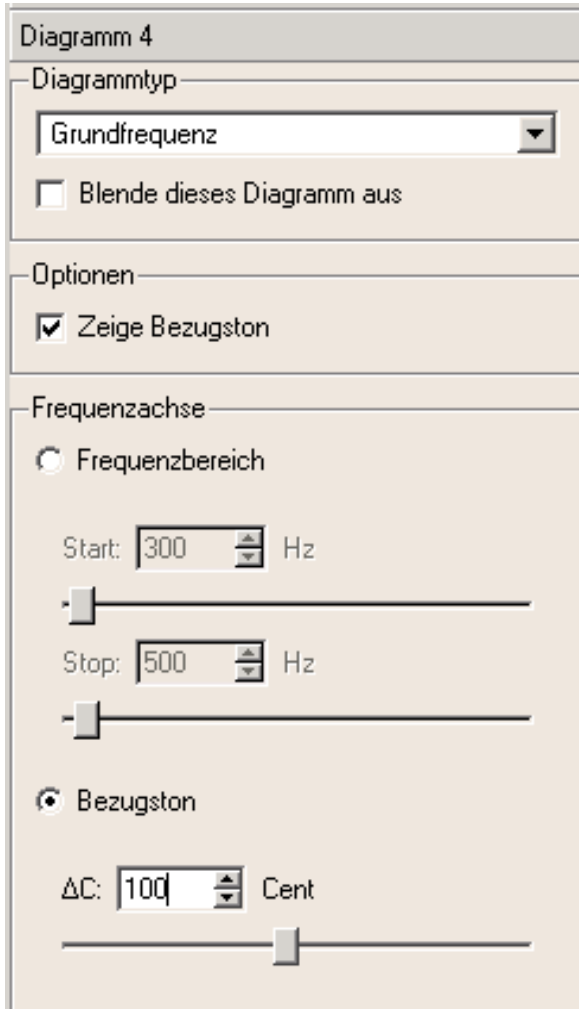 Diagramm 4
Diagrammtyp
Grundfrequenz
Blende dieses Diagramm aus
Optionen
Zeige Bezugston
Frequenzachse
Frequenzbereich
Start: 300 Hz
Stop: 500 Hz
Bezugston
ΔC: 100 Cent